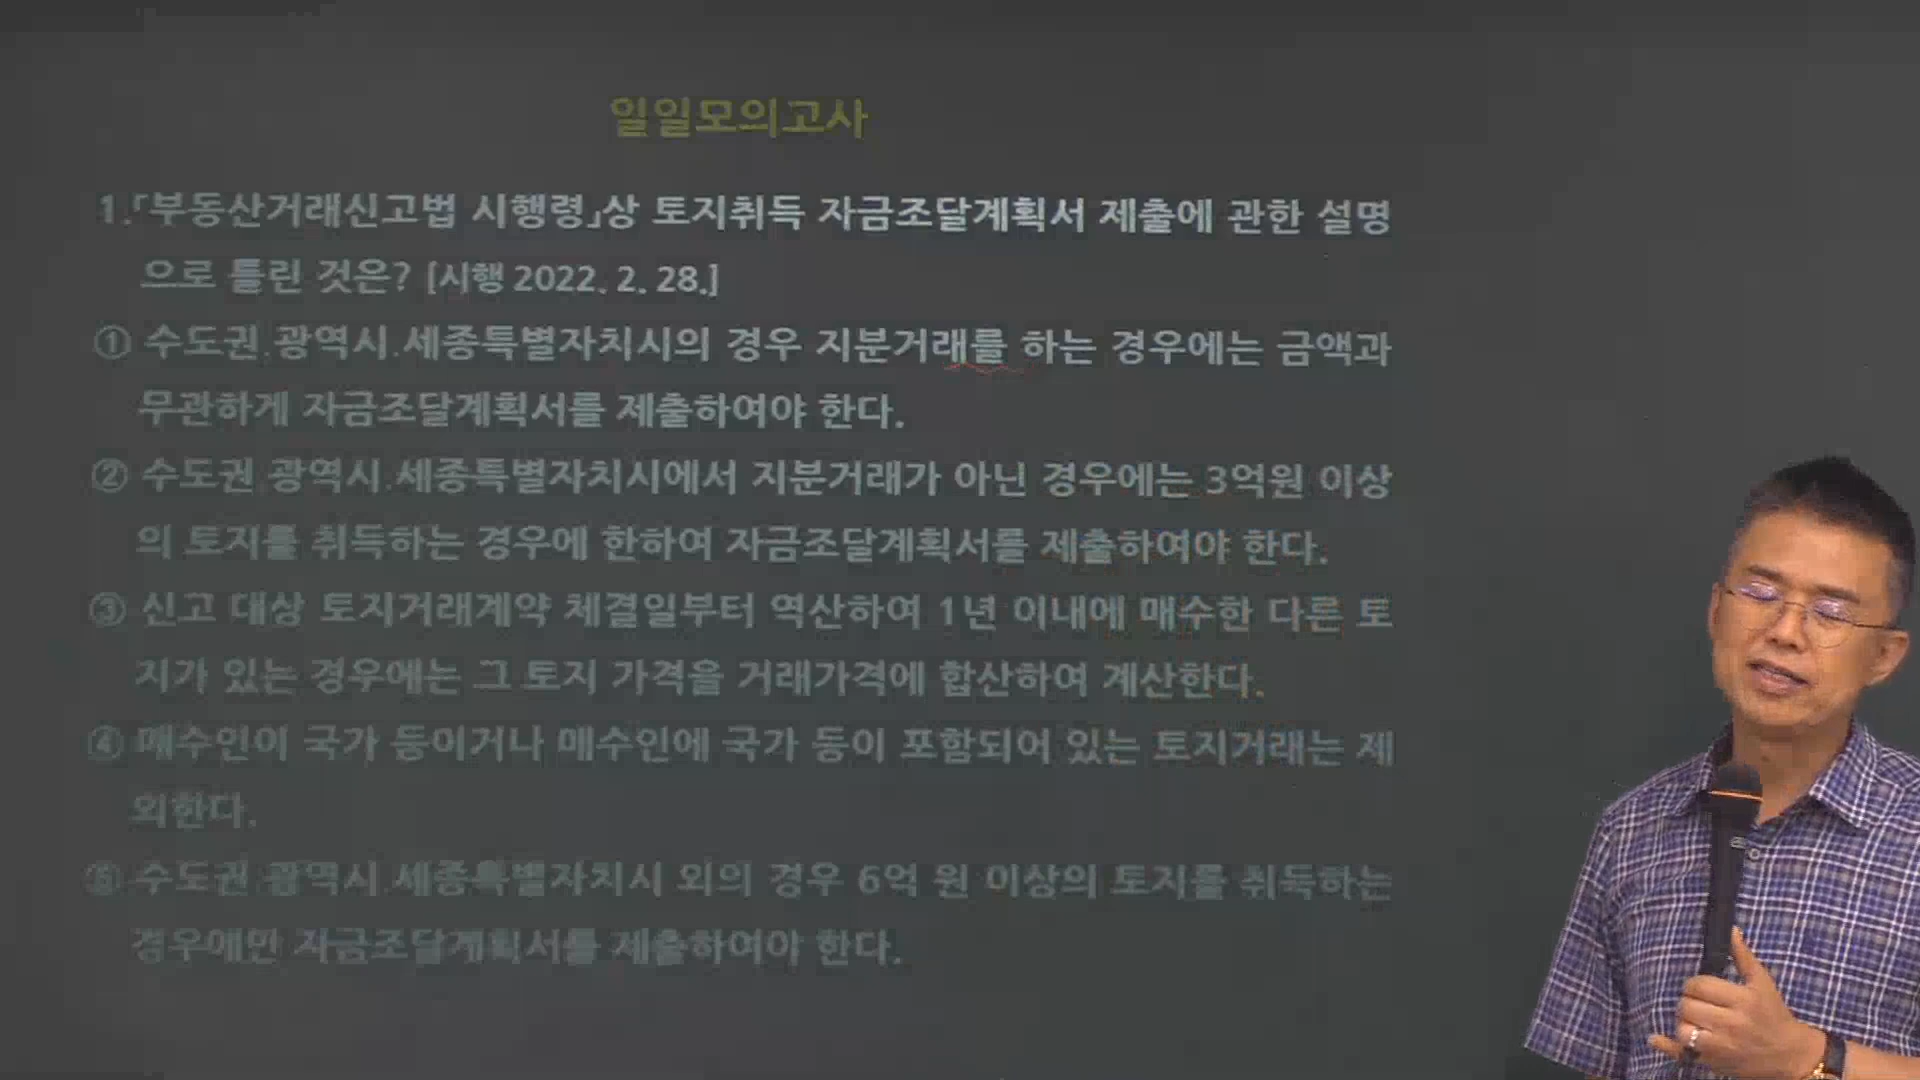 일일모의고사
1.「부동산거래신고법 시행령」상 토지취득 자금조달계획서 제출에 관한 설명
으로 틀린 것은? [시행 2022. 2. 28.]
① 수도권.광역시.세종특별자치시의 경우 지분거래를 하는 경우에는 금액과
무관하게 자금조달계획서를 제출하여야 한다.
② 수도권.광역시.세종특별자치시에서 지분거래가 아닌 경우에는 3억원 이상
의 토지를 취득하는 경우에 한하여 자금조달계획서를 제출하여야 한다.
③ 신고 대상 토지거래계약 체결일부터 역산하여 1년 이내에 매수한 다른 토
지가 있는 경우에는 그 토지 가격을 거래가격에 합산하여 계산한다.
④ 매수인이 국가 등이거나 매수인에 국가 등이 포함되어 있는 토지거래는 제
외한다.
⑤ 수도권.광역시.세종특별자치시 외의 경우 6억 원 이상의 토지를 취득하는
경우에만 자금조달계획서를 제출하여야 한다.